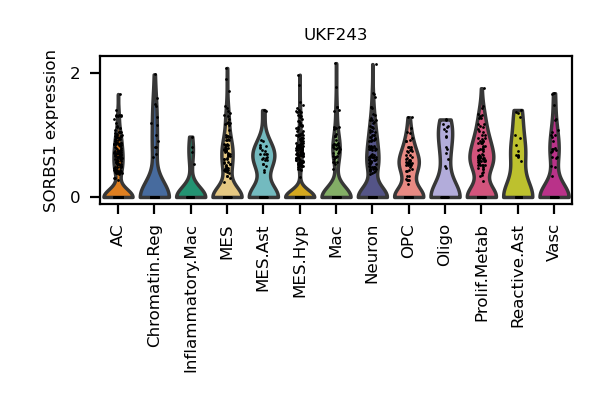 UKF243
SORBS1 expression
2
0
AC
Chromatin.Reg
Inflammatory.Mac
MES
MES.Ast
MES.Hyp
Mac
Neuron
OPC
Oligo
Prolif.Metab
Reactive.Ast
Vasc